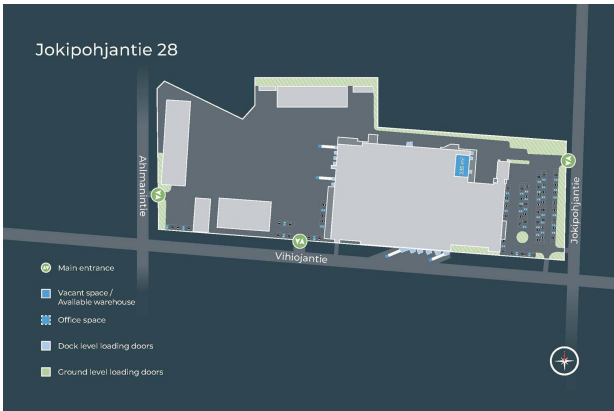 Jokipohjantie 28
Ahlmanintie
Jokipohjantie
Vihiojantie
Main entrance
Vacant space /
Available warehouse
Office space
Dock level loading doors
Ground level loading doors